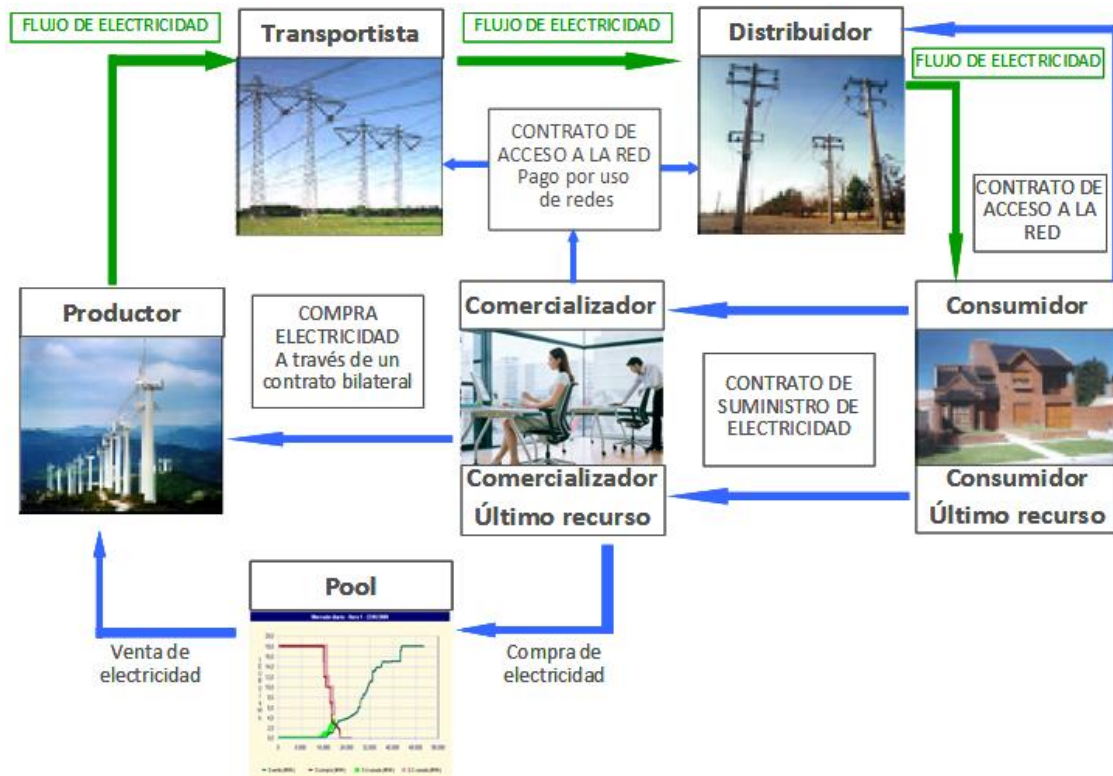 FLUJO DE ELECTRICIDAD
Transportista
FLUJO DE ELECTRICIDAD
Distribuidor
FLUJO DE ELECTRICIDAD
CONTRATO DE
ACCESO A LA RED
Pago por uso
de redes
CONTRATO DE
ACCESO A LA
RED
Productor
COMPRA
ELECTRICIDAD
A través de un
contrato bilateral
Comercializador
CONTRATO DE
SUMINISTRO DE
ELECTRICIDAD
Consumidor
Comercializador
Último recurso
Consumidor
Último recurso
Pool
Venta de
electricidad
Compra de
electricidad